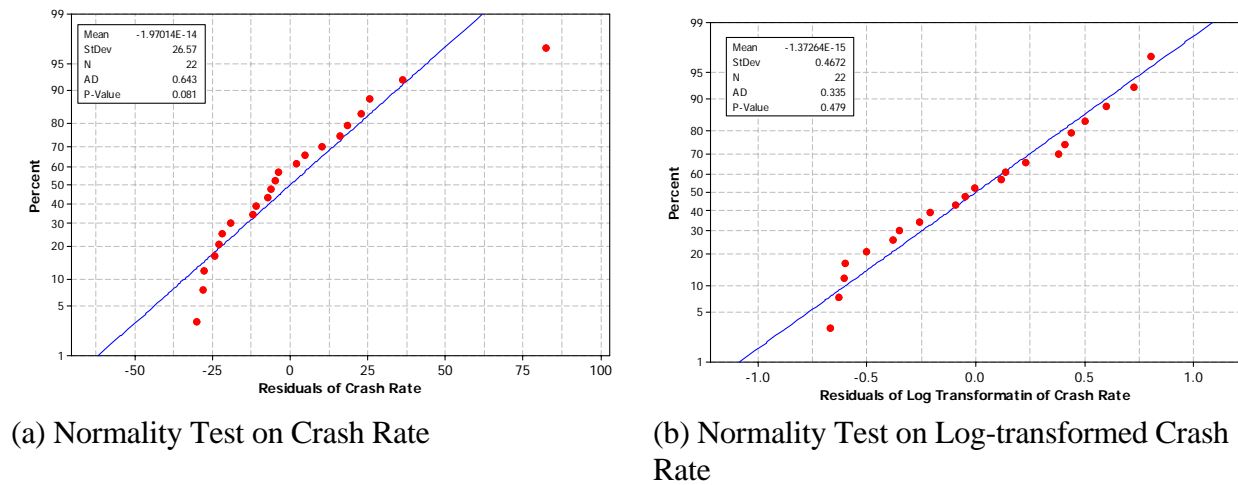 99
95
90
80
70
60
50
40
30
20
10
5
1
Percent
Mean -1.97014E-14
StDev 26.57
N 22
AD 0.643
P-Value 0.081
-50 -25 0 25 50 75 100
Residuals of Crash Rate
(a) Normality Test on Crash Rate
99
95
90
80
70
60
50
40
30
20
10
5
1
Percent
Mean -1.37264E-15
StDev 0.4672
N 22
AD 0.335
P-Value 0.479
-1.0 -0.5 0.0 0.5 1.0
Residuals of Log Transformatin of Crash Rate
(b) Normality Test on Log-transformed Crash
Rate